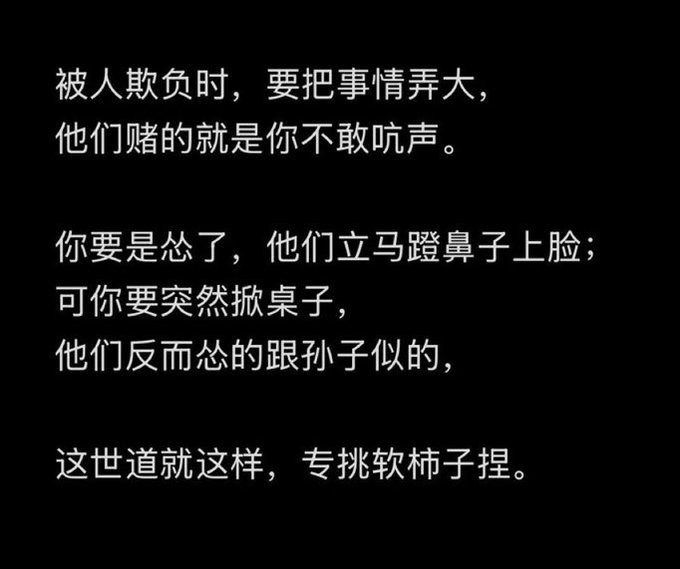 被人欺负时，要把事情弄大，
他们赌的就是你不敢吭声。
你要是怂了，他们立马蹬鼻子上脸；
可你要突然掀桌子，
他们反而怂的跟孙子似的，
这世道就这样，专挑软柿子捏。